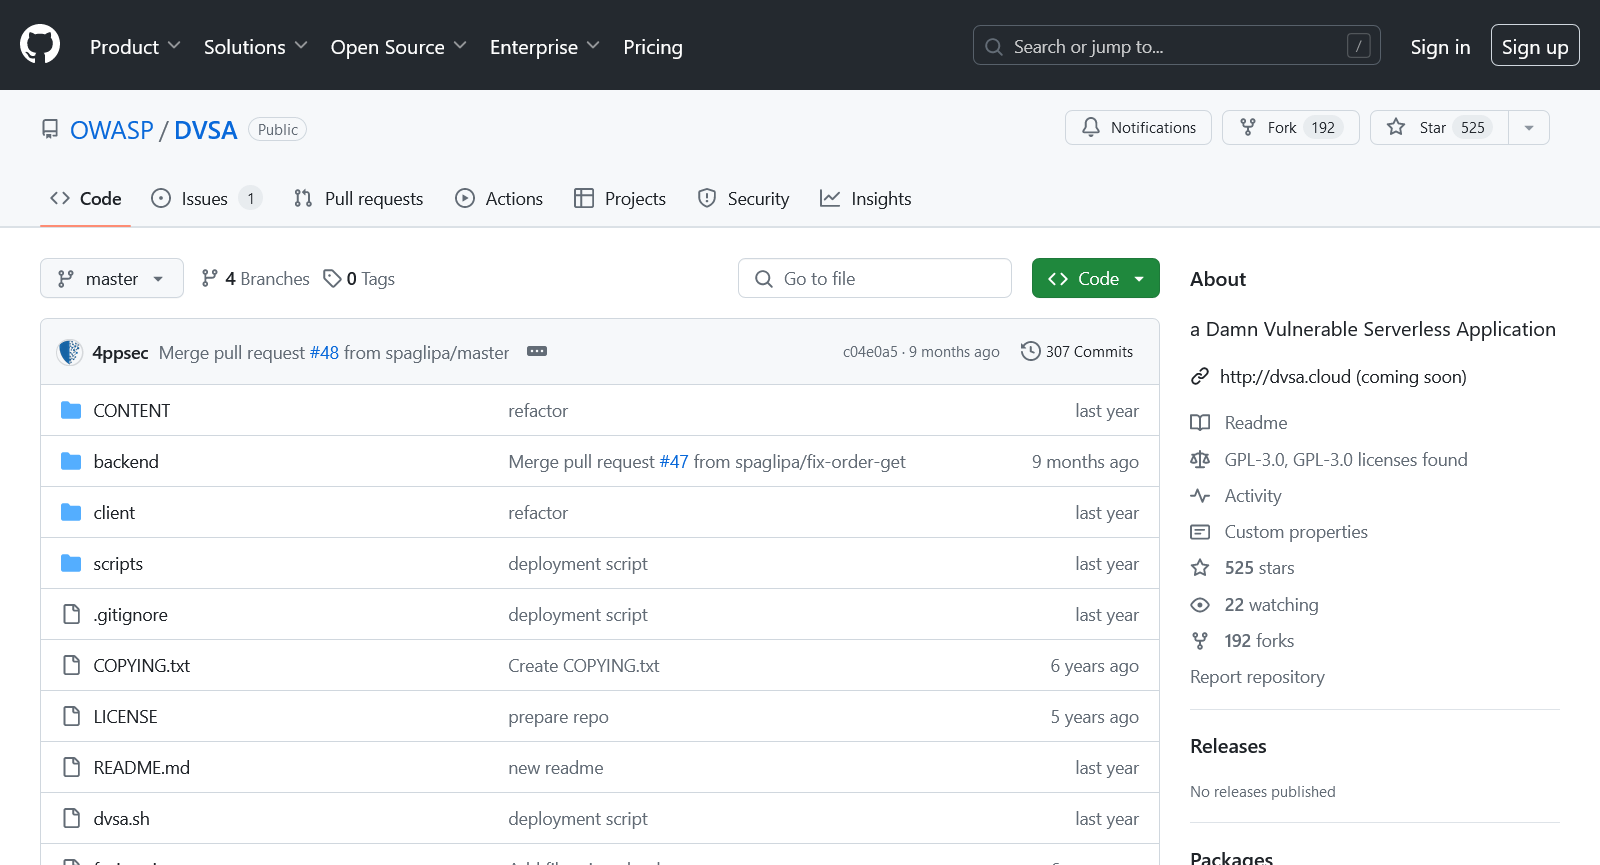 Product Solutions Open Source Enterprise Pricing Search or jump to... / Sign in Sign up
OWASP / DVSA Public Notifications Fork 192 Star 525
Code Issues 1 Pull requests Actions Projects Security Insights
master 4 Branches 0 Tags Go to file Code
4ppsec Merge pull request #48 from spaglipa/master c04e0a5 · 9 months ago 307 Commits
CONTENT refactor last year
backend Merge pull request #47 from spaglipa/fix-order-get 9 months ago
client refactor last year
scripts deployment script last year
.gitignore deployment script last year
COPYING.txt Create COPYING.txt 6 years ago
LICENSE prepare repo 5 years ago
README.md new readme last year
dvsa.sh deployment script last year
About
a Damn Vulnerable Serverless Application
http://dvsa.cloud (coming soon)
Readme
GPL-3.0, GPL-3.0 licenses found
Activity
Custom properties
525 stars
22 watching
192 forks
Report repository
Releases
No releases published
Packages